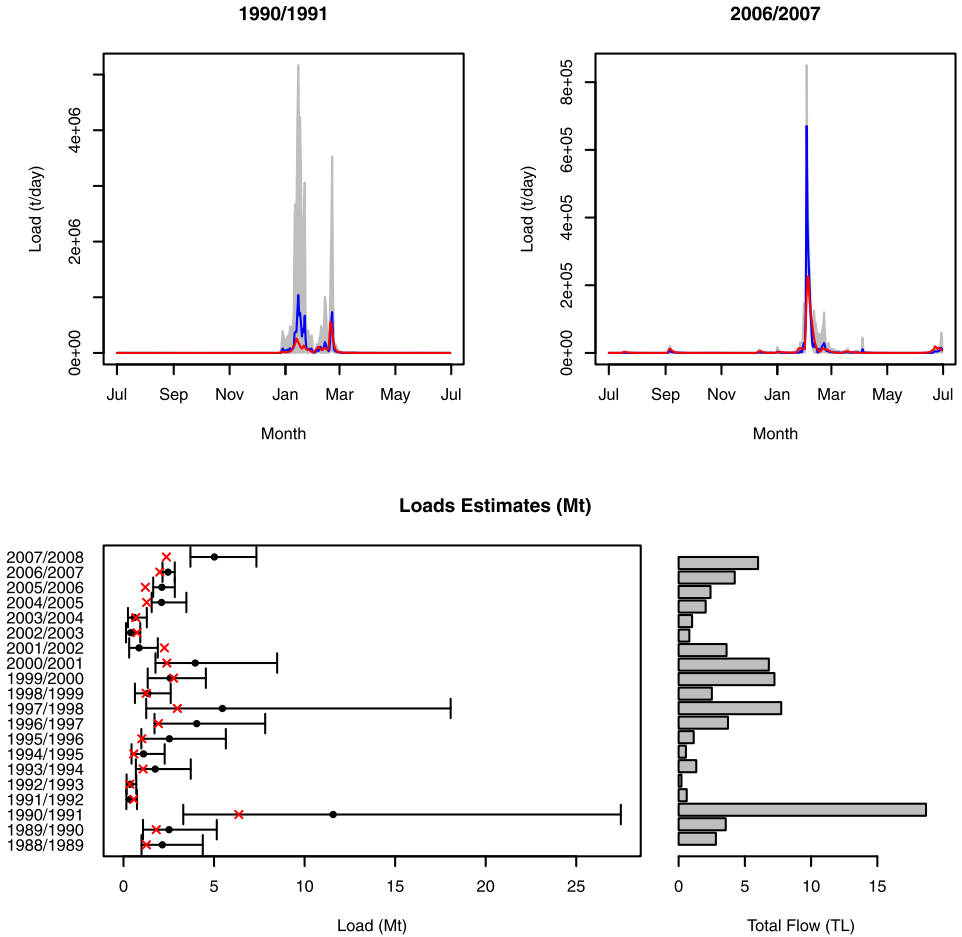 1990/1991
2006/2007
Load (t/day)
0e+00
2e+06
4e+06
Jul Sep Nov Jan Mar May Jul
Month
Load (t/day)
0e+00
2e+05
4e+05
6e+05
8e+05
Jul Sep Nov Jan Mar May Jul
Month
Loads Estimates (Mt)
2007/2008
2006/2007
2005/2006
2004/2005
2003/2004
2002/2003
2001/2002
2000/2001
1999/2000
1998/1999
1997/1998
1996/1997
1995/1996
1994/1995
1993/1994
1992/1993
1991/1992
1990/1991
1989/1990
1988/1989
0 5 10 15 20 25
Load (Mt)
0 5 10 15
Total Flow (TL)